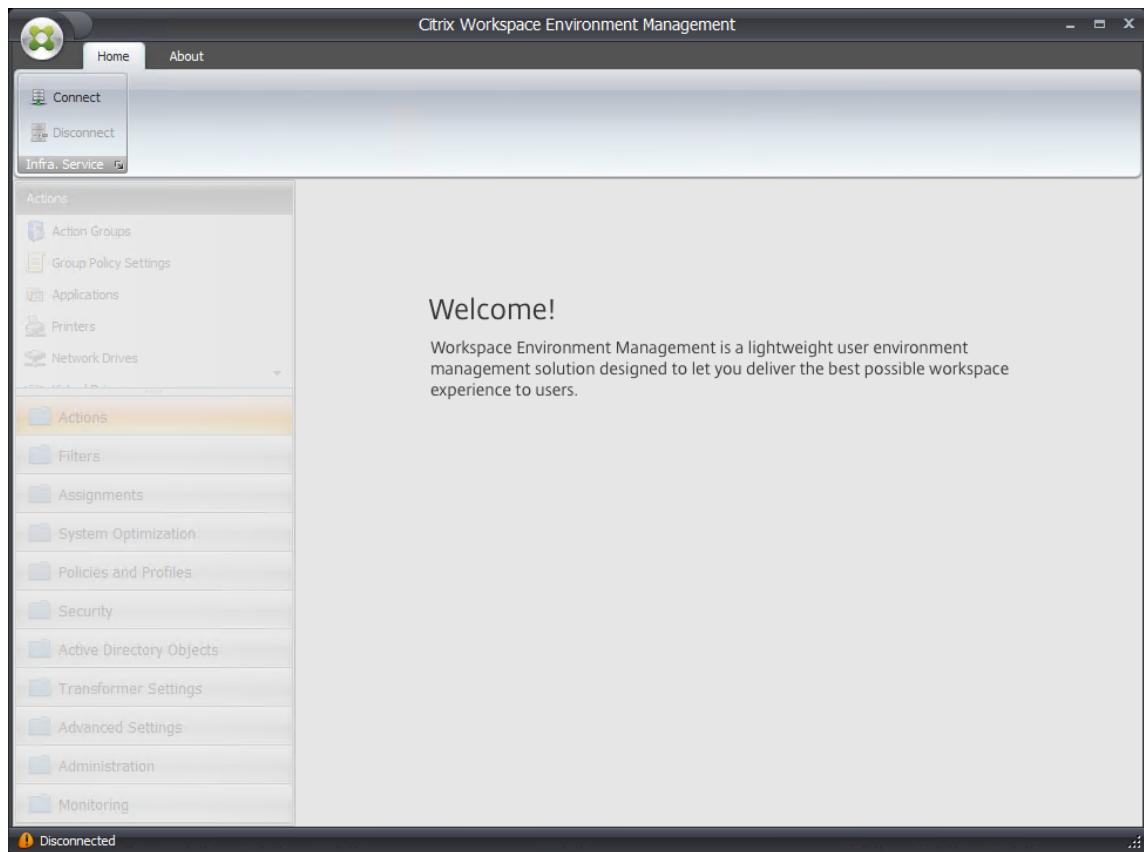 Citrix Workspace Environment Management
Home
About
Connect
Disconnect
Infra. Service
Actions
Action Groups
Group Policy Settings
Applications
Printers
Network Drives
Actions
Filters
Assignments
System Optimization
Policies and Profiles
Security
Active Directory Objects
Transformer Settings
Advanced Settings
Administration
Monitoring
Welcome!
Workspace Environment Management is a lightweight user environment
management solution designed to let you deliver the best possible workspace
experience to users.
Disconnected